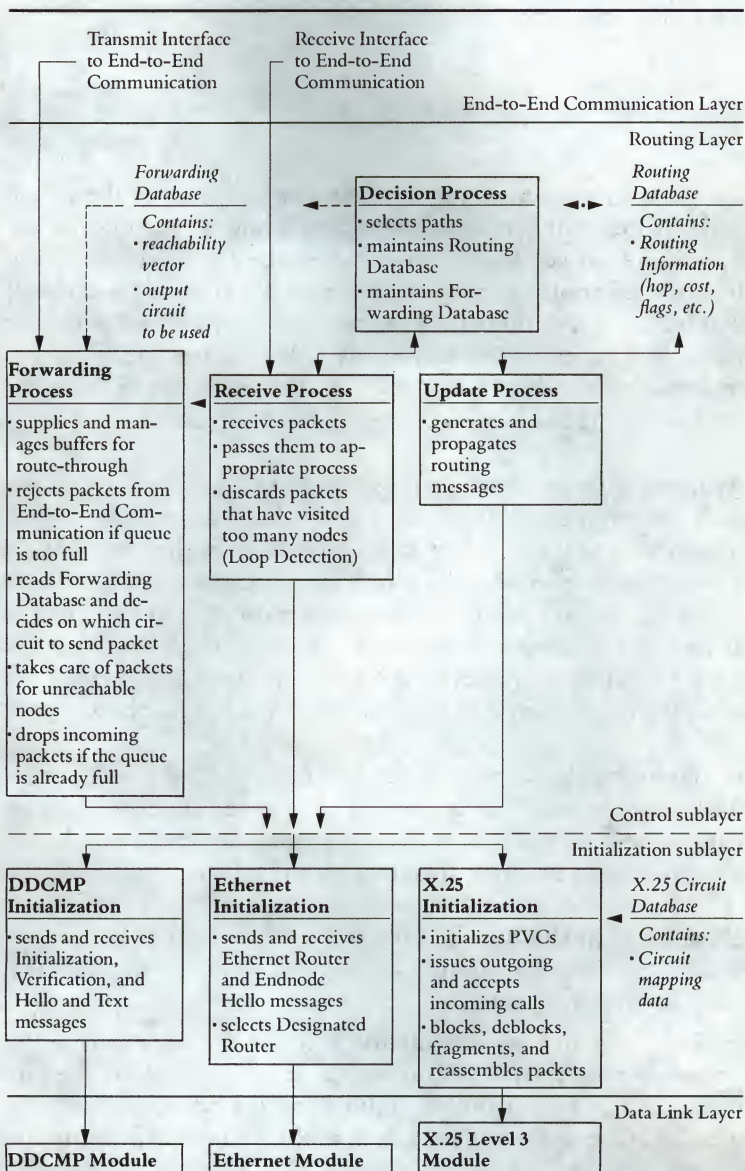 Transmit Interface
to End-to-End
Communication
Receive Interface
to End-to-End
Communication
End-to-End Communication Layer
Routing Layer
Forwarding
Database
Contains:
• reachability
vector
• output
circuit
to be used
Decision Process
• selects paths
• maintains Routing
Database
• maintains For-
warding Database
Routing
Database
Contains:
• Routing
Information
(hop, cost,
flags, etc.)
Forwarding
Process
• supplies and man-
ages buffers for
route-through
• rejects packets from
End-to-End Com-
munication if queue
is too full
• reads Forwarding
Database and de-
cides on which cir-
cuit to send packet
• takes care of packets
for unreachable
nodes
• drops incoming
packets if the queue
is already full
Receive Process
• receives packets
• passes them to ap-
propriate process
• discards packets
that have visited
too many nodes
(Loop Detection)
Update Process
• generates and
propagates
routing
messages
Control sublayer
Initialization sublayer
DDCMP
Initialization
• sends and receives
Initialization,
Verification, and
Hello and Text
messages
Ethernet
Initialization
• sends and receives
Ethernet Router
and Endnode
Hello messages
• selects Designated
Router
X.25
Initialization
• initializes PVCs
• issues outgoing
and accepts
incoming calls
• blocks, deblocks,
fragments, and
reassembles packets
X.25 Circuit
Database
Contains:
• Circuit
mapping
data
Data Link Layer
DDCMP Module
Ethernet Module
X.25 Level 3
Module